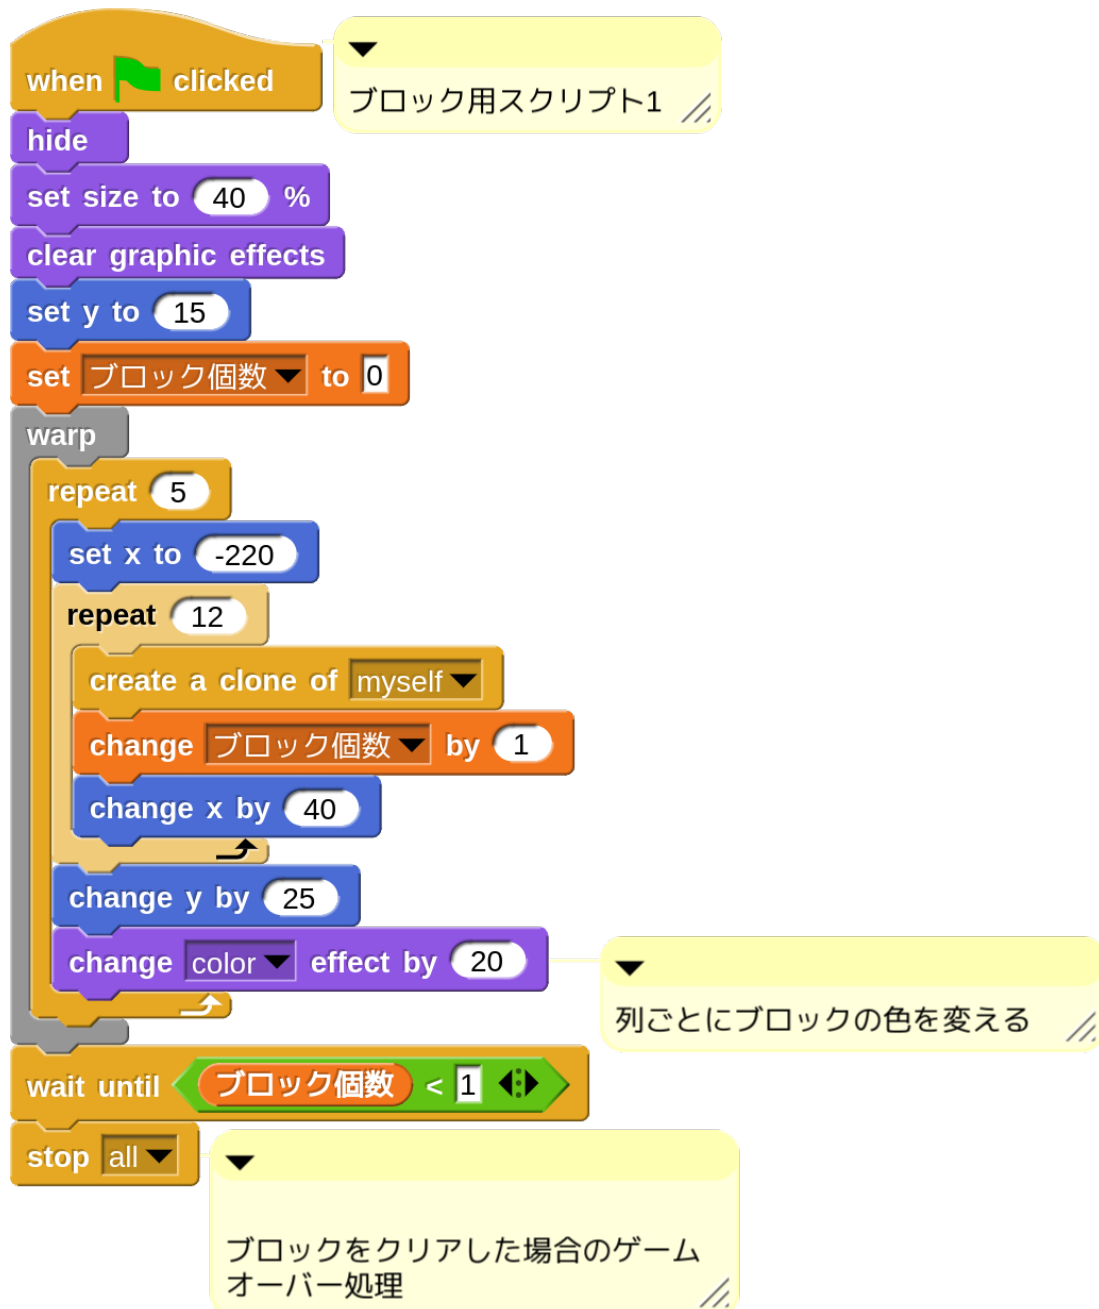 when clicked
ブロック用スクリプト1
hide
set size to 40 %
clear graphic effects
set y to 15
set ブロック個数 to 0
warp
repeat 5
set x to -220
repeat 12
create a clone of myself
change ブロック個数 by 1
change x by 40
change y by 25
change color effect by 20
列ごとにブロックの色を変える
wait until ブロック個数 < 1
stop all
ブロックをクリアした場合のゲーム
オーバー処理